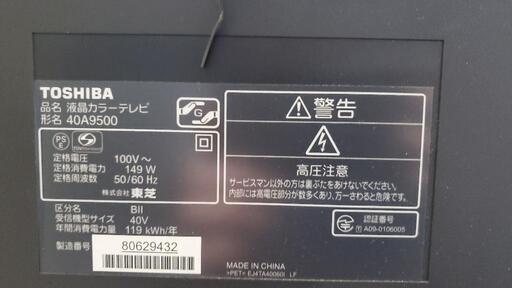 TOSHIBA
品名 液晶カラーテレビ
形名 40A9500
G
PS
E
定格電圧 100V～
定格消費電力 149 W
定格周波数 50/60 Hz
株式会社 東芝
区分名 BII
受信機型サイズ 40V
年間消費電力量 119 kWh/年
製造番号 80629432
警告
高圧注意
サービスマン以外の方は裏ぶたをあけないでください。
内部には高電圧部分が数多くあり、万一さわると危険です。
認証番号
A09-0106005
MADE IN CHINA
>PET< EJ4TA40060I LF